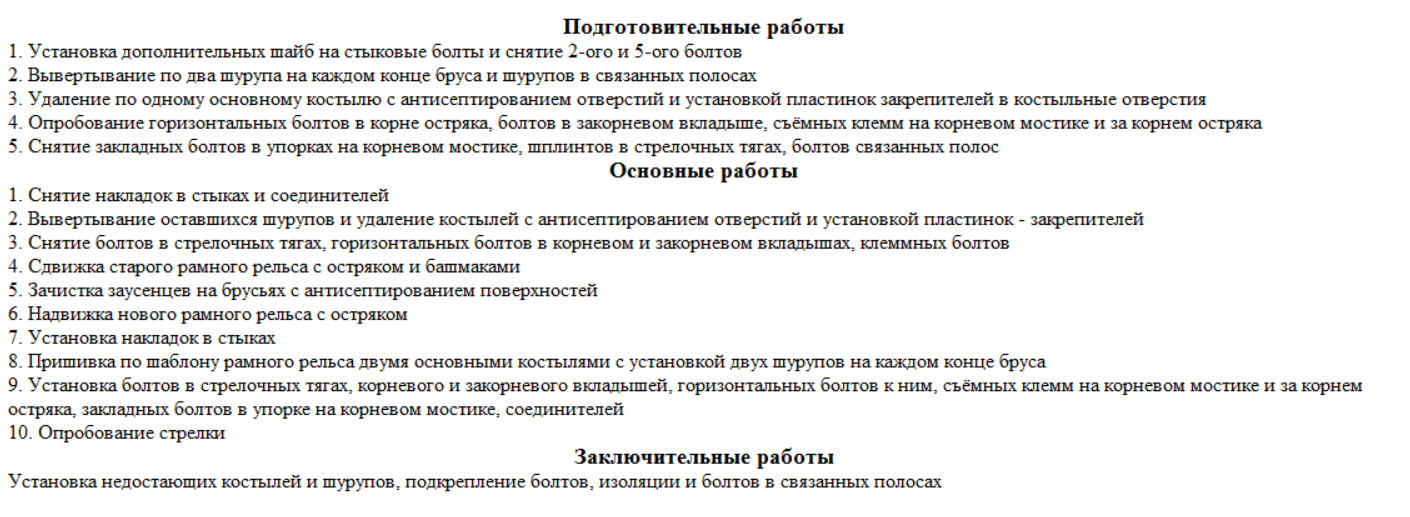 Подготовительные работы
1. Установка дополнительных шайб на стыковые болты и снятие 2-ого и 5-ого болтов
2. Вывертывание по два шурупа на каждом конце бруса и шурупов в связанных полосах
3. Удаление по одному основному костылю с антисептированием отверстий и установкой пластинок закрепителей в костыльные отверстия
4. Опробование горизонтальных болтов в корне остряка, болтов в закорневом вкладыше, съёмных клемм на корневом мостике и за корнем остряка
5. Снятие закладных болтов в упорках на корневом мостике, шплинтов в стрелочных тягах, болтов связанных полос
Основные работы
1. Снятие накладок в стыках и соединителей
2. Вывертывание оставшихся шурупов и удаление костылей с антисептированием отверстий и установкой пластинок - закрепителей
3. Снятие болтов в стрелочных тягах, горизонтальных болтов в корневом и закорневом вкладышах, клеммных болтов
4. Сдвижка старого рамного рельса с остряком и башмаками
5. Зачистка заусенцев на брусьях с антисептированием поверхностей
6. Надвижка нового рамного рельса с остряком
7. Установка накладок в стыках
8. Пришивка по шаблону рамного рельса двумя основными костылями с установкой двух шурупов на каждом конце бруса
9. Установка болтов в стрелочных тягах, корневого и закорневого вкладышей, горизонтальных болтов к ним, съёмных клемм на корневом мостике и за корнем
остряка, закладных болтов в упорке на корневом мостике, соединителей
10. Опробование стрелки
Заключительные работы
Установка недостающих костылей и шурупов, подкрепление болтов, изоляции и болтов в связанных полосах